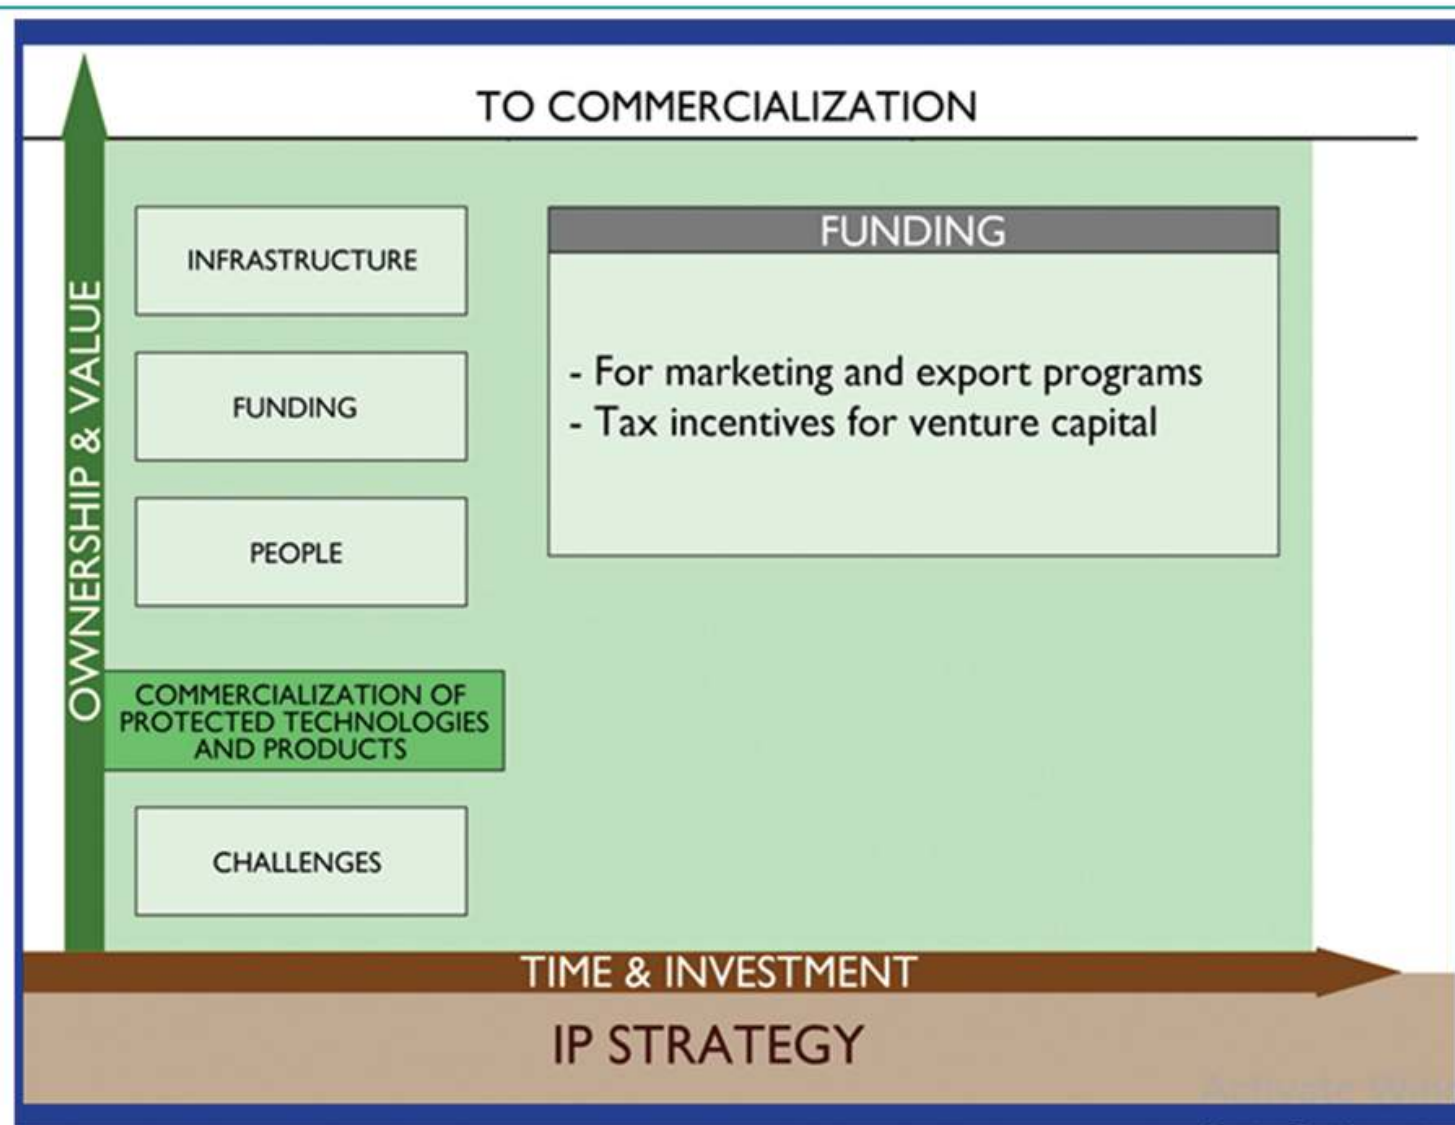 TO COMMERCIALIZATION
OWNERSHIP & VALUE
INFRASTRUCTURE
FUNDING
PEOPLE
COMMERCIALIZATION OF
PROTECTED TECHNOLOGIES
AND PRODUCTS
CHALLENGES
FUNDING
- For marketing and export programs
- Tax incentives for venture capital
TIME & INVESTMENT
IP STRATEGY